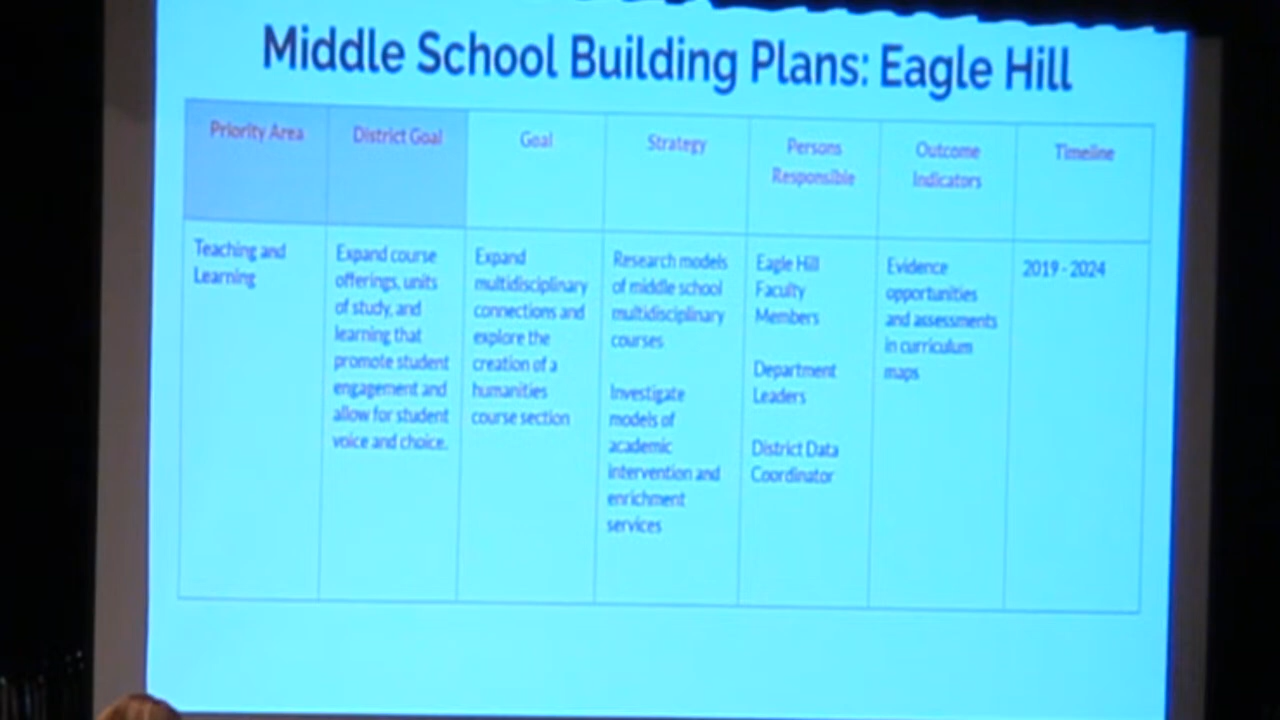 Middle School Building Plans: Eagle Hill
Priority Area
District Goal
Goal
Strategy
Persons
Responsible
Outcome
Indicators
Timeline
Teaching and
Learning
Expand course
offerings, units
of study, and
learning that
promote student
engagement and
allow for student
voice and choice.
Expand
multidisciplinary
connections and
explore the
creation of a
humanities
course section
Research models
of middle school
multidisciplinary
courses
Investigate
models of
academic
intervention and
enrichment
services
Eagle Hill
Faculty
Members
Department
Leaders
District Data
Coordinator
Evidence
opportunities
and assessments
in curriculum
maps
2019 - 2024